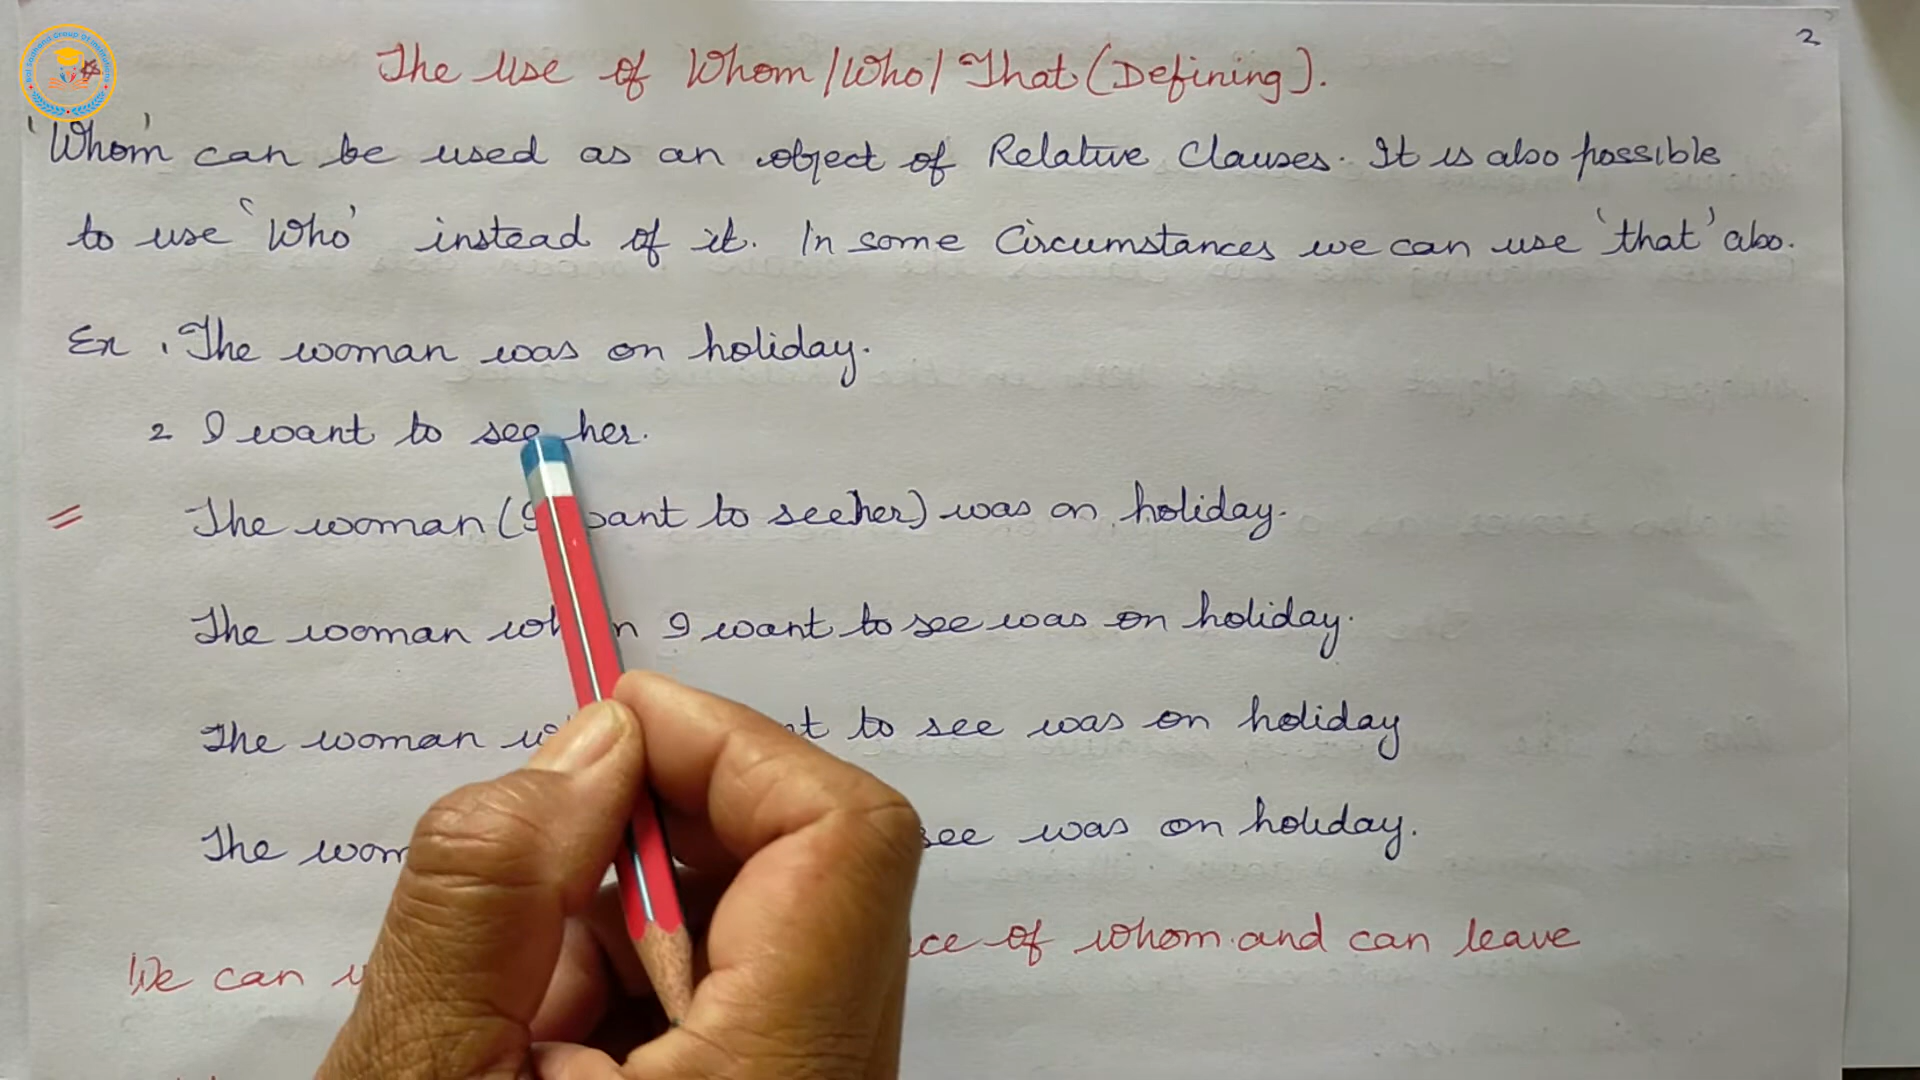 2
The Use of Whom/Who/That (Defining).
'Whom' can be used as an object of Relative Clauses. It is also possible
to use 'Who' instead of it. In some Circumstances we can use 'that' also.
Ex 1 The woman was on holiday.
2 I want to see her.
= The woman (I want to see her) was on holiday.
The woman whom I want to see was on holiday.
The woman to see was on holiday
The see was on holiday.
We can of whom and can leave